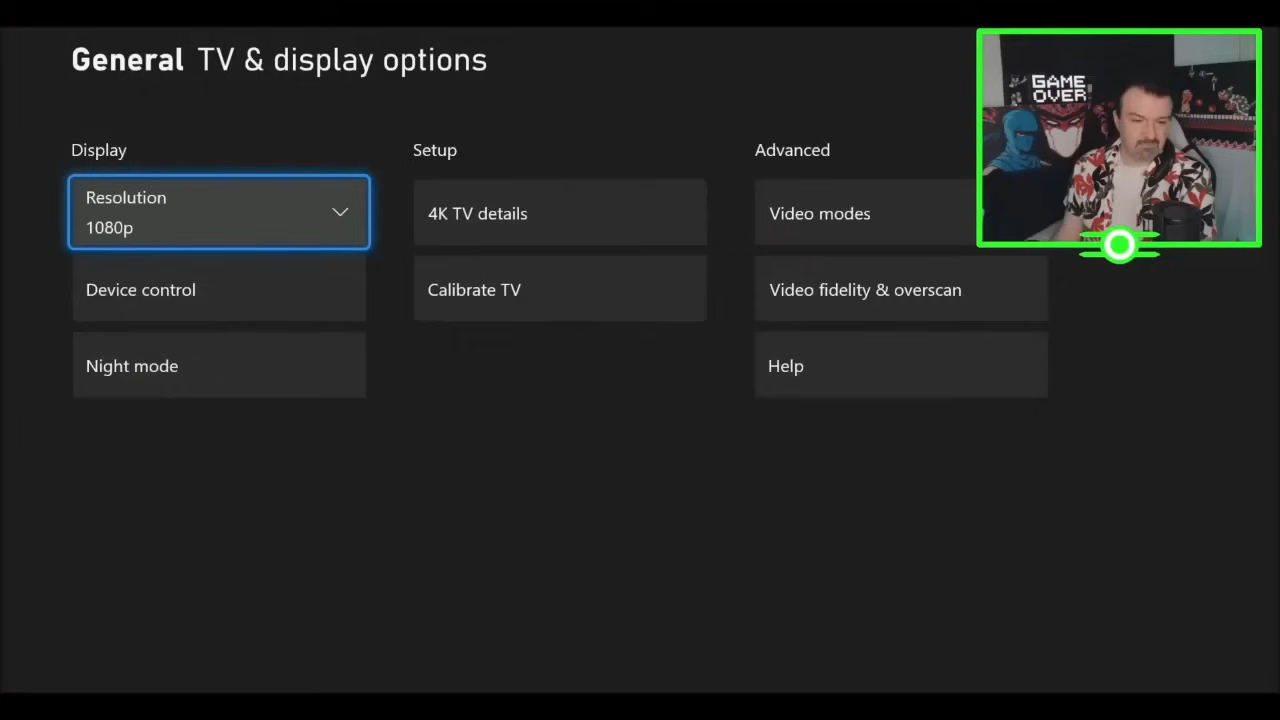 General TV & display options
Display
Resolution
1080p
Device control
Night mode
Setup
4K TV details
Calibrate TV
Advanced
Video modes
Video fidelity & overscan
Help
GAME
OVER